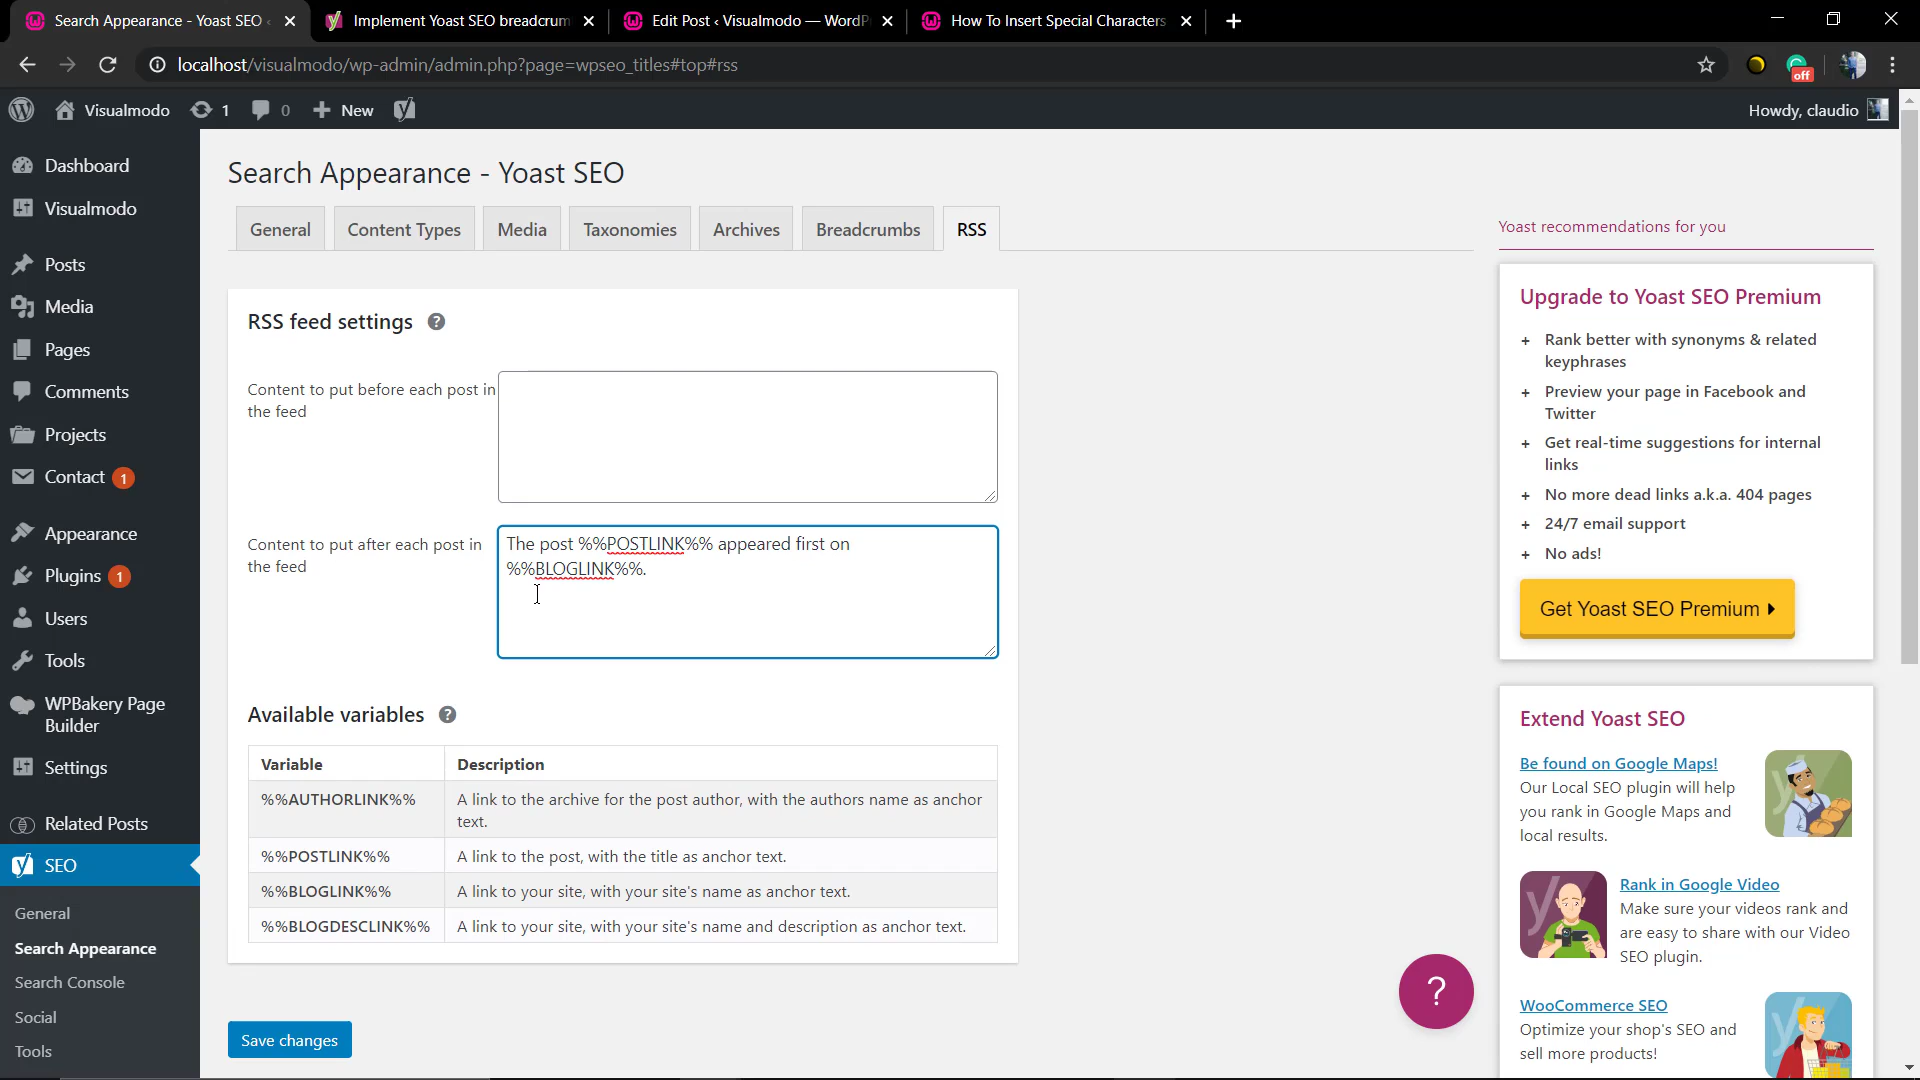 Search Appearance - Yoast SEO
Implement Yoast SEO breadcrum
Edit Post ‹ Visualmodo — WordP
How To Insert Special Characters
localhost/visualmodo/wp-admin/admin.php?page=wpseo_titles#top#rss
off
Visualmodo
1
0
New
Howdy, claudio
Dashboard
Visualmodo
Posts
Media
Pages
Comments
Projects
Contact 1
Appearance
Plugins 1
Users
Tools
WPBakery Page
Builder
Settings
Related Posts
SEO
General
Search Appearance
Search Console
Social
Tools
Search Appearance - Yoast SEO
General
Content Types
Media
Taxonomies
Archives
Breadcrumbs
RSS
RSS feed settings ?
Content to put before each post in
the feed
Content to put after each post in
the feed
The post %%POSTLINK%% appeared first on
%%BLOGLINK%%.
Available variables ?
Variable Description
%%AUTHORLINK%% A link to the archive for the post author, with the authors name as anchor
text.
%%POSTLINK%% A link to the post, with the title as anchor text.
%%BLOGLINK%% A link to your site, with your site's name as anchor text.
%%BLOGDESCLINK%% A link to your site, with your site's name and description as anchor text.
Save changes
Yoast recommendations for you
Upgrade to Yoast SEO Premium
+ Rank better with synonyms & related
keyphrases
+ Preview your page in Facebook and
Twitter
+ Get real-time suggestions for internal
links
+ No more dead links a.k.a. 404 pages
+ 24/7 email support
+ No ads!
Get Yoast SEO Premium
Extend Yoast SEO
Be found on Google Maps!
Our Local SEO plugin will help
you rank in Google Maps and
local results.
Rank in Google Video
Make sure your videos rank and
are easy to share with our Video
SEO plugin.
WooCommerce SEO
Optimize your shop's SEO and
sell more products!
?